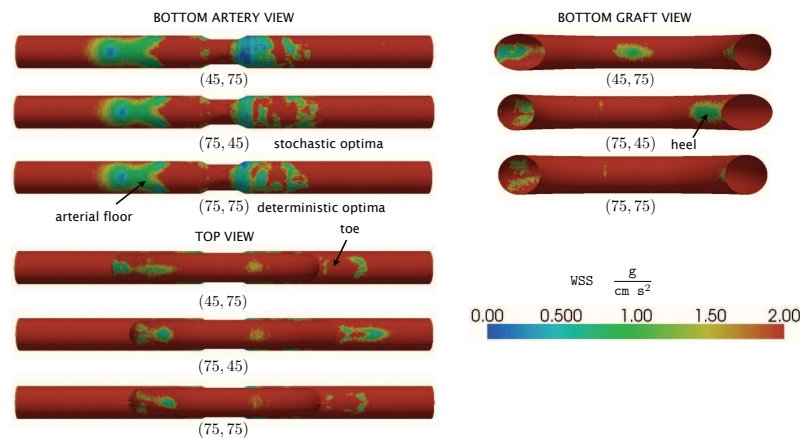 BOTTOM ARTERY VIEW
(45, 75)
(75, 45)
stochastic optima
arterial floor
(75, 75)
deterministic optima
TOP VIEW
toe
(45, 75)
(75, 45)
(75, 75)
BOTTOM GRAFT VIEW
(45, 75)
(75, 45)
heel
(75, 75)
WSS g
cm s²
0.00 0.500 1.00 1.50 2.00